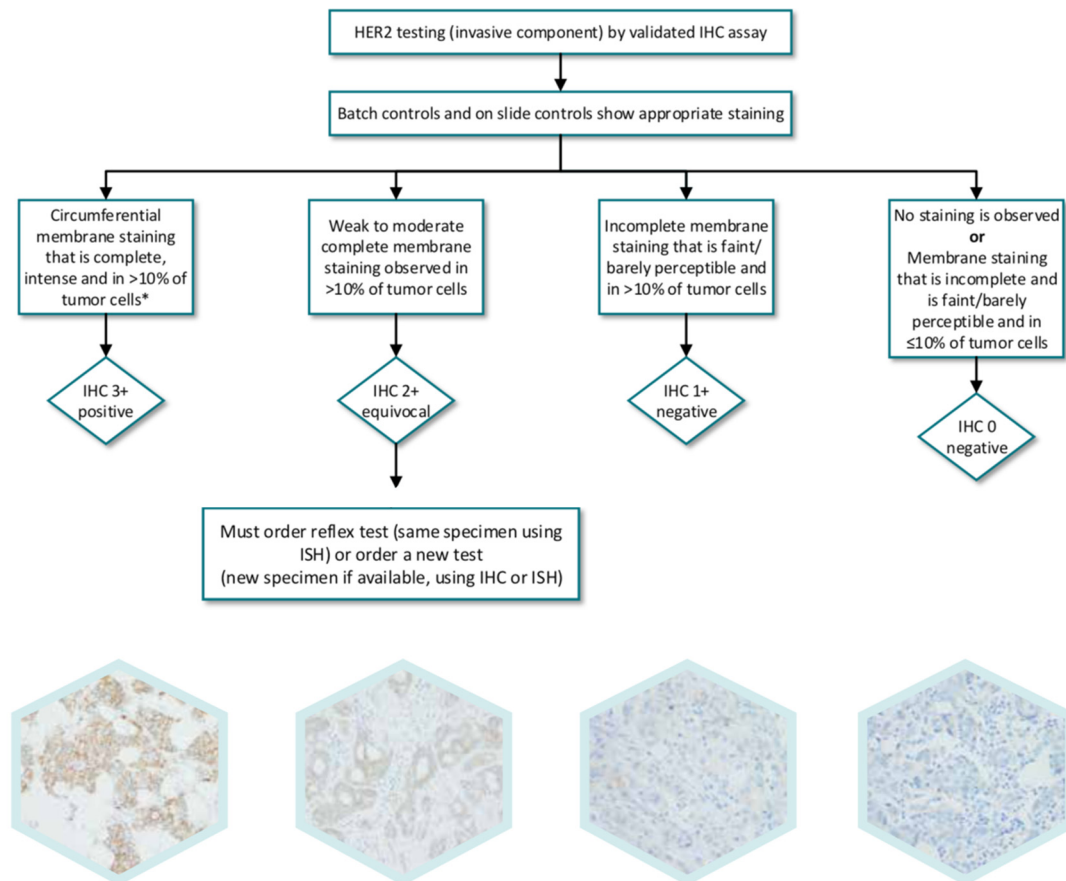 HER2 testing (invasive component) by validated IHC assay
Batch controls and on slide controls show appropriate staining
Circumferential
membrane staining
that is complete,
intense and in >10% of
tumor cells*
Weak to moderate
complete membrane
staining observed in
>10% of tumor cells
Incomplete membrane
staining that is faint/
barely perceptible and
in >10% of tumor cells
No staining is observed
or
Membrane staining
that is incomplete and
is faint/barely
perceptible and in
≤10% of tumor cells
IHC 3+
positive
IHC 2+
equivocal
IHC 1+
negative
IHC 0
negative
Must order reflex test (same specimen using
ISH) or order a new test
(new specimen if available, using IHC or ISH)